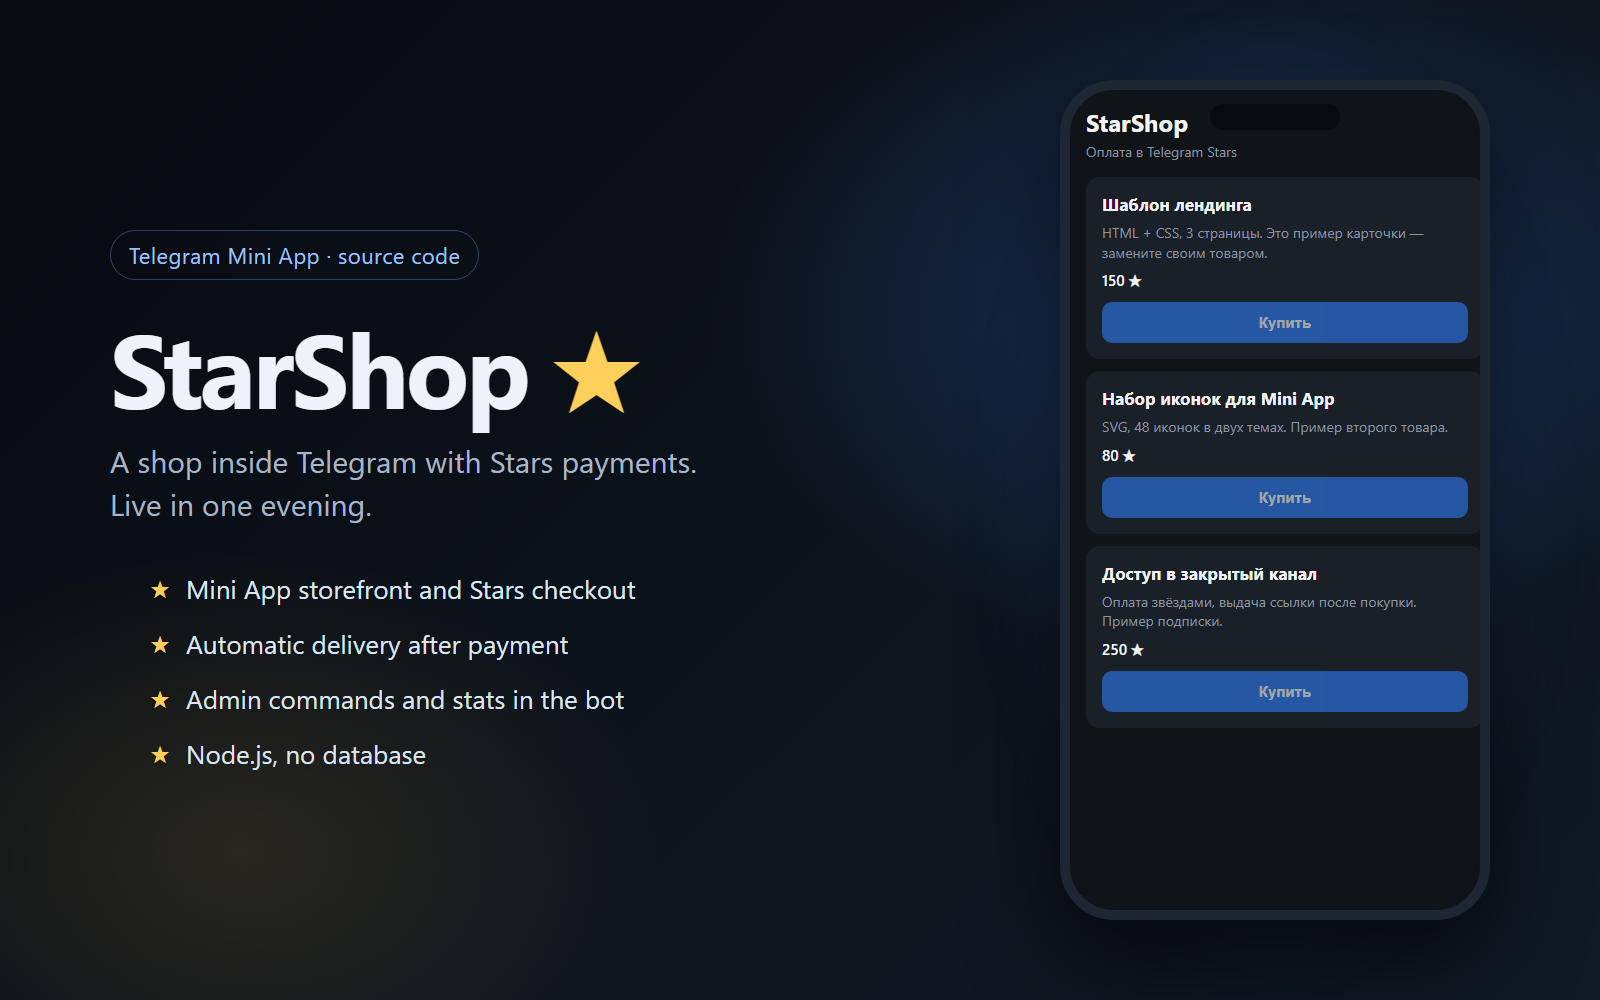 Telegram Mini App · source code
StarShop ★
A shop inside Telegram with Stars payments.
Live in one evening.
★ Mini App storefront and Stars checkout
★ Automatic delivery after payment
★ Admin commands and stats in the bot
★ Node.js, no database
StarShop
Оплата в Telegram Stars
Шаблон лендинга
HTML + CSS, 3 страницы. Это пример карточки —
замените своим товаром.
150 ★
Купить
Набор иконок для Mini App
SVG, 48 иконок в двух темах. Пример второго товара.
80 ★
Купить
Доступ в закрытый канал
Оплата звёздами, выдача ссылки после покупки.
Пример подписки.
250 ★
Купить